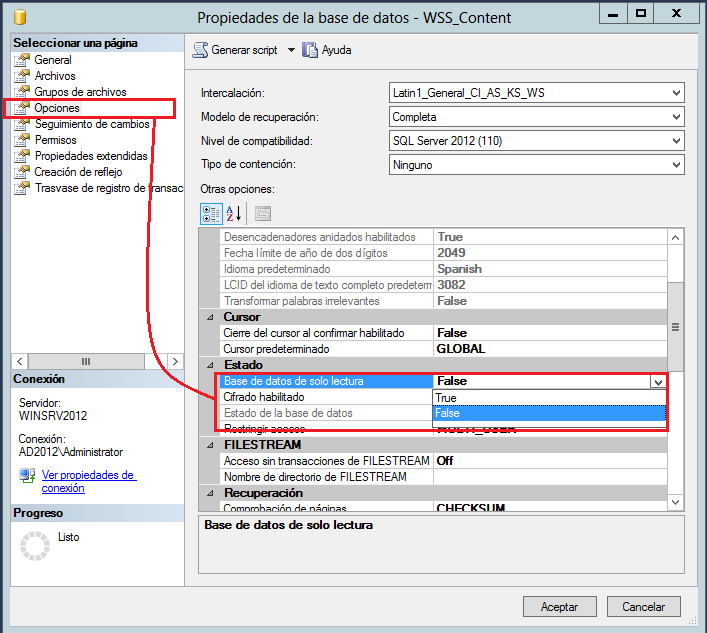 Propiedades de la base de datos - WSS_Content
Seleccionar una página
General
Archivos
Grupos de archivos
Opciones
Seguimiento de cambios
Permisos
Propiedades extendidas
Creación de reflejo
Trasvase de registro de transac
Conexión
Servidor:
WINSRV2012
Conexión:
AD2012\Administrator
Ver propiedades de
conexión
Progreso
Listo
Generar script
Ayuda
Intercalación: Latin1_General_CI_AS_KS_WS
Modelo de recuperación: Completa
Nivel de compatibilidad: SQL Server 2012 (110)
Tipo de contención: Ninguno
Otras opciones:
Desencadenadores anidados habilitados True
Fecha límite de año de dos dígitos 2049
Idioma predeterminado Spanish
LCID del idioma de texto completo predeterm 3082
Transformar palabras irrelevantes False
Cursor
Cierre del cursor al confirmar habilitado False
Cursor predeterminado GLOBAL
Estado
Base de datos de solo lectura False
Cifrado habilitado True
Estado de la base de datos False
Restringir acceso MULTI_USER
FILESTREAM
Acceso sin transacciones de FILESTREAM Off
Nombre de directorio de FILESTREAM
Recuperación
Comprobación de páginas CHECKSUM
Base de datos de solo lectura
Aceptar
Cancelar